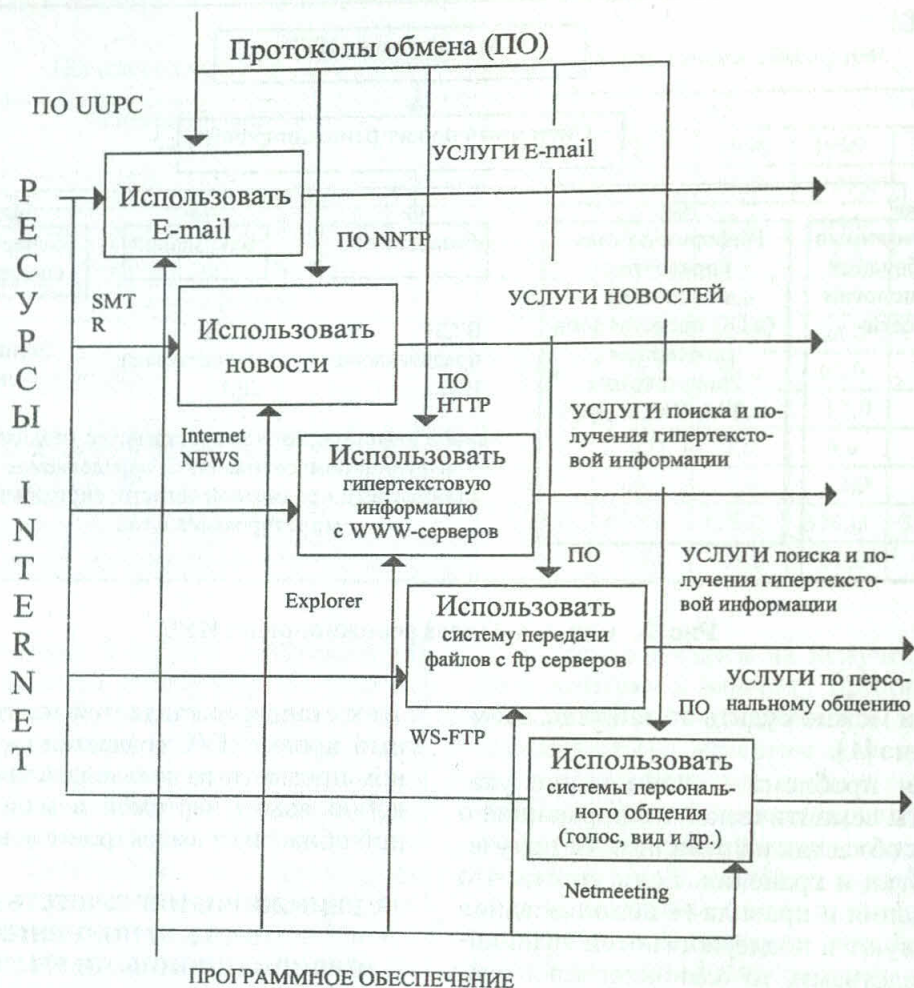 Протоколы обмена (ПО)
ПО UUPC
УСЛУГИ E-mail
Использовать
E-mail
ПО NNTP
РЕСУРСЫ INTERNET
SMT
R
УСЛУГИ НОВОСТЕЙ
Использовать
новости
ПО
HTTP
УСЛУГИ поиска и по-
лучения гипертексто-
вой информации
Internet
NEWS
Использовать
гипертекстовую
информацию
с WWW-серверов
ПО
УСЛУГИ поиска и по-
лучения гипертексто-
вой информации
Explorer
Использовать
систему передачи
файлов с ftp серверов
УСЛУГИ по персо-
нальному общению
ПО
WS-FTP
Использовать
системы персональ-
ного общения
(голос, вид и др.)
Netmeting
ПРОГРАММНОЕ ОБЕСПЕЧЕНИЕ